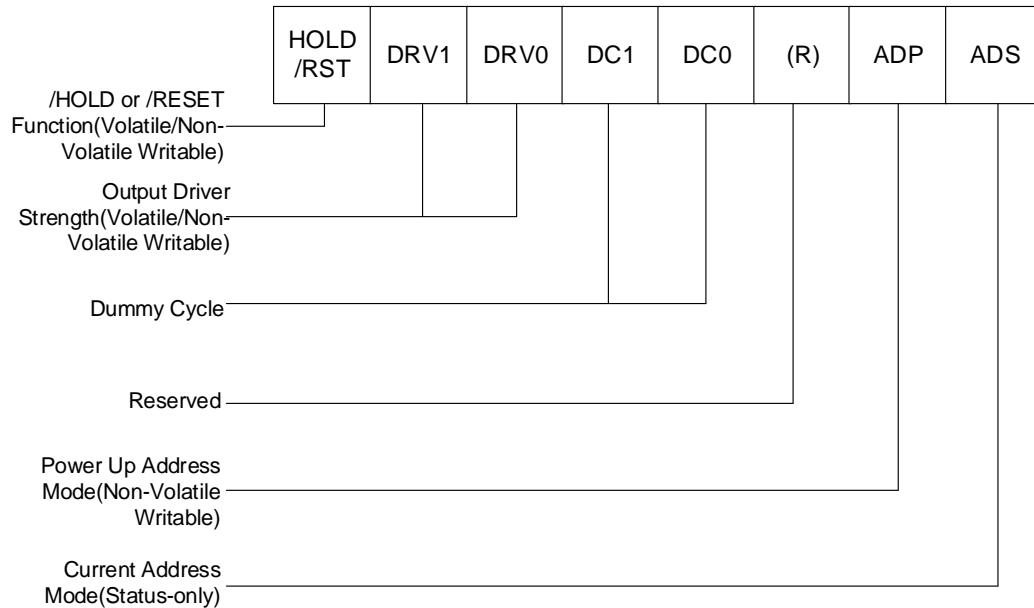 HOLD
/RST
DRV1
DRV0
DC1
DC0
(R)
ADP
ADS
/HOLD or /RESET
Function(Volatile/Non-
Volatile Writable)
Output Driver
Strength(Volatile/Non-
Volatile Writable)
Dummy Cycle
Reserved
Power Up Address
Mode(Non-Volatile
Writable)
Current Address
Mode(Status-only)